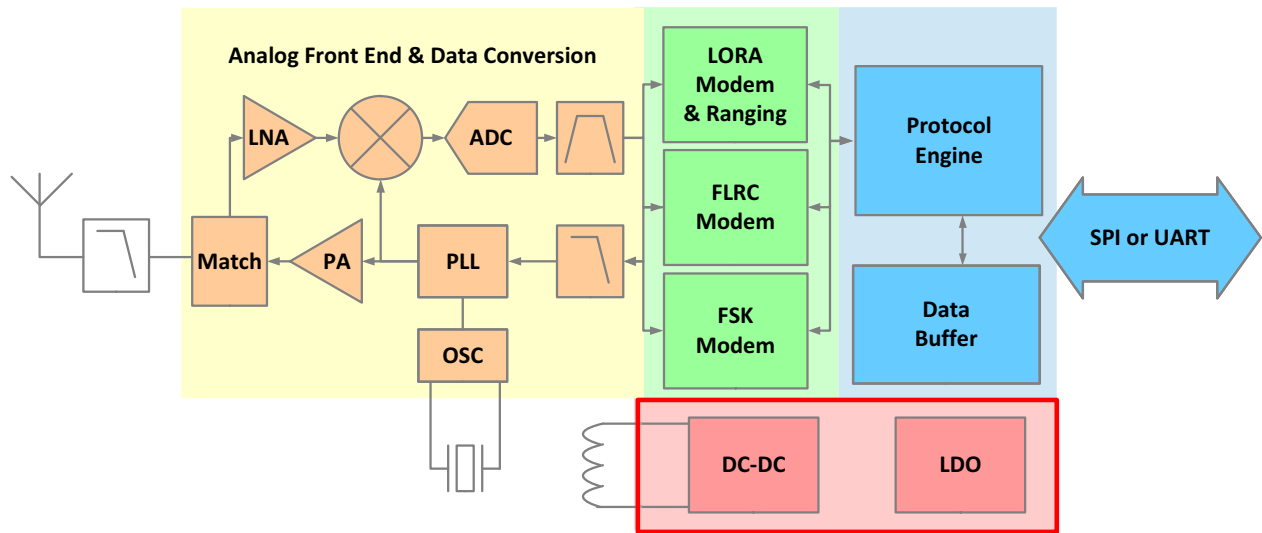 Analog Front End & Data Conversion
LNA
ADC
Match
PA
PLL
OSC
LORA
Modem
& Ranging
FLRC
Modem
FSK
Modem
Protocol
Engine
Data
Buffer
SPI or UART
DC-DC
LDO